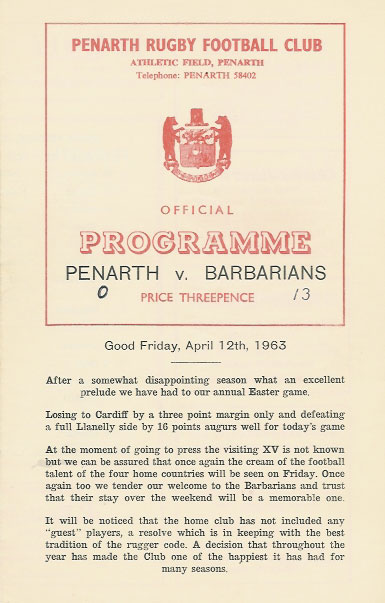 PENARTH RUGBY FOOTBALL CLUB
ATHLETIC FIELD, PENARTH
Telephone: PENARTH 58402
OFFICIAL
PROGRAMME
PENARTH v. BARBARIANS
0 PRICE THREEPENCE 13
Good Friday, April 12th, 1963
After a somewhat disappointing season what an excellent
prelude we have had to our annual Easter game.
Losing to Cardiff by a three point margin only and defeating
a full Llanelly side by 16 points augurs well for today's game
At the moment of going to press the visiting XV is not known
but we can be assured that once again the cream of the football
talent of the four home countries will be seen on Friday. Once
again too we tender our welcome to the Barbarians and trust
that their stay over the weekend will be a memorable one.
It will be noticed that the home club has not included any
"guest" players, a resolve which is in keeping with the best
tradition of the rugger code. A decision that throughout the
year has made the Club one of the happiest it has had for
many seasons.